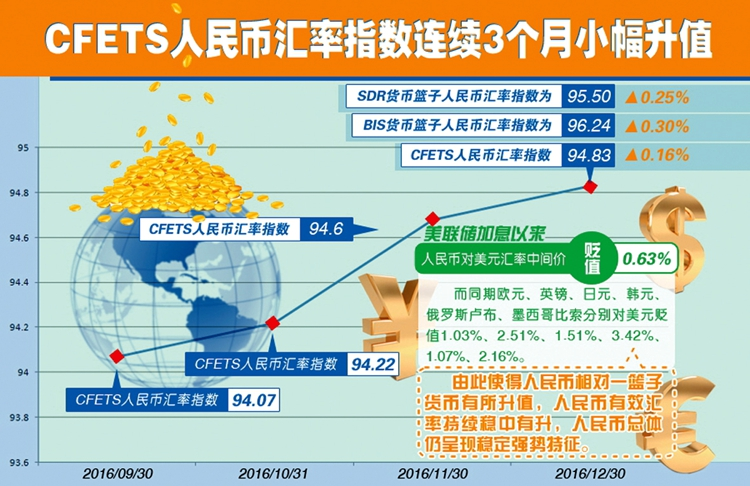 CFETS人民币汇率指数连续3个月小幅升值
SDR货币篮子人民币汇率指数为 95.50 ▲0.25%
BIS货币篮子人民币汇率指数为 96.24 ▲0.30%
CFETS人民币汇率指数 94.83 ▲0.16%
95
94.8
94.6
94.4
94.2
94
93.8
93.6
CFETS人民币汇率指数 94.6
CFETS人民币汇率指数 94.22
CFETS人民币汇率指数 94.07
美联储加息以来
人民币对美元汇率中间价 贬值 0.63%
而同期欧元、英镑、日元、韩元、
俄罗斯卢布、墨西哥比索分别对美元贬
值1.03%、2.51%、1.51%、3.42%、
1.07%、2.16%。
由此使得人民币相对一篮子
货币有所升值，人民币有效汇
率持续稳中有升，人民币总体
仍呈现稳定强势特征。
2016/09/30 2016/10/31 2016/11/30 2016/12/30